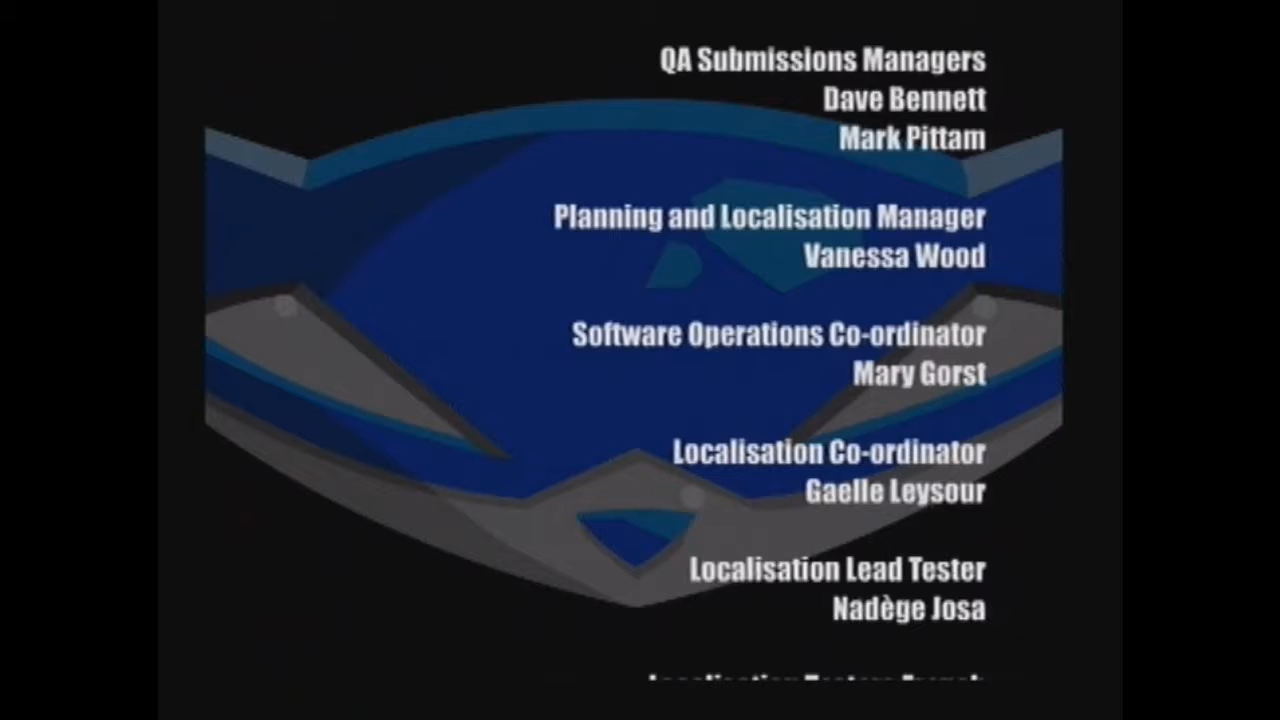 QA Submissions Managers
Dave Bennett
Mark Pittam
Planning and Localisation Manager
Vanessa Wood
Software Operations Co-ordinator
Mary Gorst
Localisation Co-ordinator
Gaelle Leysour
Localisation Lead Tester
Nadège Josa